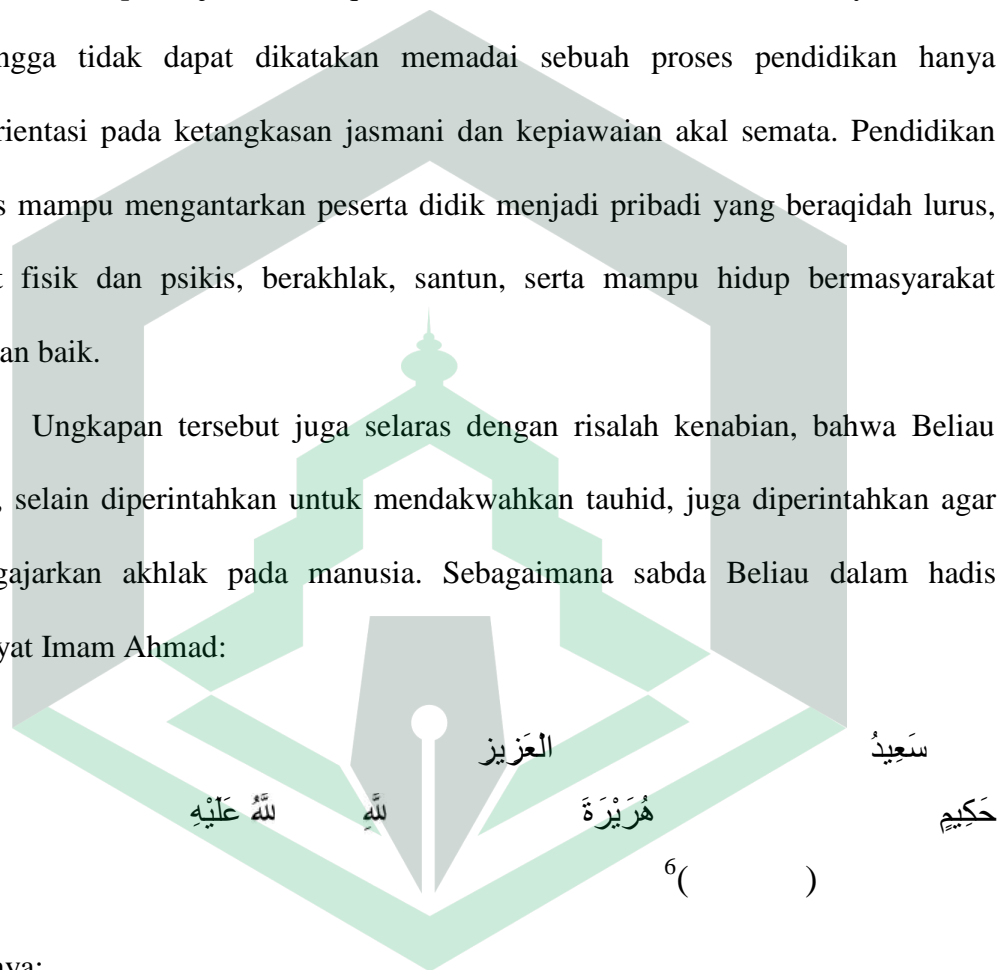 ngga tidak dapat dikatakan memadai sebuah proses pendidikan hanya
rientasi pada ketangkasan jasmani dan kepiawaian akal semata. Pendidikan
s mampu mengantarkan peserta didik menjadi pribadi yang beraqidah lurus,
t fisik dan psikis, berakhlak, santun, serta mampu hidup bermasyarakat
an baik.
Ungkapan tersebut juga selaras dengan risalah kenabian, bahwa Beliau
, selain diperintahkan untuk mendakwahkan tauhid, juga diperintahkan agar
gajarkan akhlak pada manusia. Sebagaimana sabda Beliau dalam hadis
yat Imam Ahmad:
سَعِيدُ الْعَزِيزِ
حَكِيمٍ هُرَيْرَةَ للَّهِ للَّهُ عَلَيْهِ
( )6
nya: